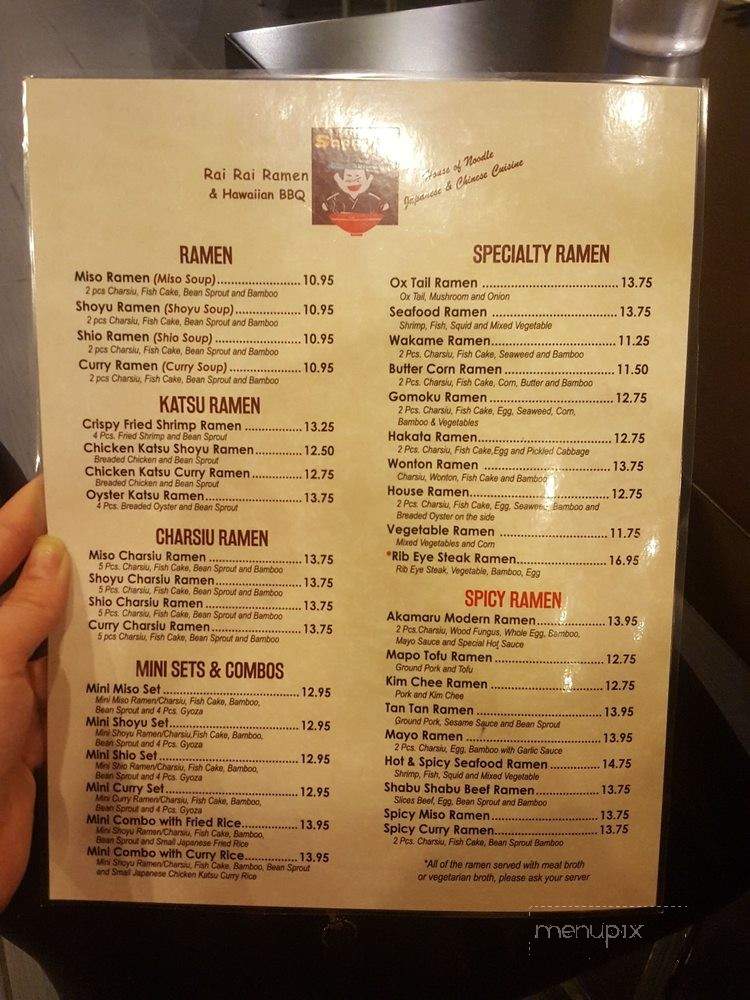 Rai Rai Ramen
& Hawaiian BBQ
House of Noodle
Japanese & Chinese Cuisine
RAMEN
Miso Ramen (Miso Soup) 10.95
2 pcs Charsiu, Fish Cake, Bean Sprout and Bamboo
Shoyu Ramen (Shoyu Soup) 10.95
2 pcs Charsiu, Fish Cake, Bean Sprout and Bamboo
Shio Ramen (Shio Soup) 10.95
2 pcs Charsiu, Fish Cake, Bean Sprout and Bamboo
Curry Ramen (Curry Soup) 10.95
2 pcs Charsiu, Fish Cake, Bean Sprout and Bamboo
KATSU RAMEN
Crispy Fried Shrimp Ramen 13.25
4 Pcs. Fried Shrimp and Bean Sprout
Chicken Katsu Shoyu Ramen 12.50
Breaded Chicken and Bean Sprout
Chicken Katsu Curry Ramen 12.75
Breaded Chicken and Bean Sprout
Oyster Katsu Ramen 13.75
4 Pcs. Breaded Oyster and Bean Sprout
CHARSIU RAMEN
Miso Charsiu Ramen 13.75
5 Pcs. Charsiu, Fish Cake, Bean Sprout and Bamboo
Shoyu Charsiu Ramen 13.75
5 Pcs. Charsiu, Fish Cake, Bean Sprout and Bamboo
Shio Charsiu Ramen 13.75
5 Pcs. Charsiu, Fish Cake, Bean Sprout and Bamboo
Curry Charsiu Ramen 13.75
5 pcs Charsiu, Fish Cake, Bean Sprout and Bamboo
MINI SETS & COMBOS
Mini Miso Set 12.95
Mini Miso Ramen/Charsiu, Fish Cake, Bamboo,
Bean Sprout and 4 Pcs. Gyoza
Mini Shoyu Set 12.95
Mini Shoyu Ramen/Charsiu,Fish Cake, Bamboo,
Bean Sprout and 4 Pcs. Gyoza
Mini Shio Set 12.95
Mini Shio Ramen/Charsiu, Fish Cake, Bamboo,
Bean Sprout and 4 Pcs. Gyoza
Mini Curry Set 12.95
Mini Curry Ramen/Charsiu, Fish Cake, Bamboo,
Bean Sprout and 4 Pcs. Gyoza
Mini Combo with Fried Rice 13.95
Mini Shoyu Ramen/Charsiu, Fish Cake, Bamboo,
Bean Sprout and Small Japanese Fried Rice
Mini Combo with Curry Rice 13.95
Mini Shoyu Ramen/Charsiu, Fish Cake, Bamboo, Bean Sprout
and Small Japanese Chicken Katsu Curry Rice
SPECIALTY RAMEN
Ox Tail Ramen 13.75
Ox Tail, Mushroom and Onion
Seafood Ramen 13.75
Shrimp, Fish, Squid and Mixed Vegetable
Wakame Ramen 11.25
2 Pcs. Charsiu, Fish Cake, Seaweed and Bamboo
Butter Corn Ramen 11.50
2 Pcs. Charsiu, Fish Cake, Corn, Butter and Bamboo
Gomoku Ramen 12.75
2 Pcs. Charsiu, Fish Cake, Egg, Seaweed, Corn,
Bamboo & Vegetables
Hakata Ramen 12.75
2 Pcs. Charsiu, Fish Cake,Egg and Pickled Cabbage
Wonton Ramen 13.75
Charsiu, Wonton, Fish Cake and Bamboo
House Ramen 12.75
2 Pcs. Charsiu, Fish Cake, Egg, Seaweed, Bamboo and
Breaded Oyster on the side
Vegetable Ramen 11.75
Mixed Vegetables and Corn
*Rib Eye Steak Ramen 16.95
Rib Eye Steak, Vegetable, Bamboo, Egg
SPICY RAMEN
Akamaru Modern Ramen 13.95
2 Pcs.Charsiu, Wood Fungus, Whole Egg, Bamboo,
Mayo Sauce and Special Hot Sauce
Mapo Tofu Ramen 12.75
Ground Pork and Tofu
Kim Chee Ramen 12.75
Pork and Kim Chee
Tan Tan Ramen 13.95
Ground Pork, Sesame Sauce and Bean Sprout
Mayo Ramen 13.95
2 Pcs. Charsiu, Egg, Bamboo with Garlic Sauce
Hot & Spicy Seafood Ramen 14.75
Shrimp, Fish, Squid and Mixed Vegetable
Shabu Shabu Beef Ramen 13.75
Slices Beef, Egg, Bean Sprout and Bamboo
Spicy Miso Ramen 13.75
Spicy Curry Ramen 13.75
2 Pcs. Charsiu, Fish Cake, Bean Sprout Bamboo
*All of the ramen served with meat broth
or vegetarian broth, please ask your server
menupix